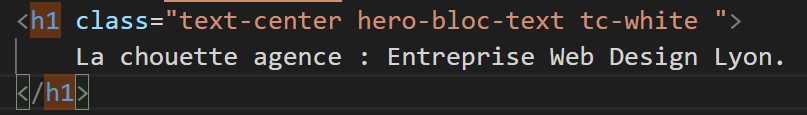 <h1 class="text-center hero-bloc-text tc-white ">
La chouette agence : Entreprise Web Design Lyon.
</h1>